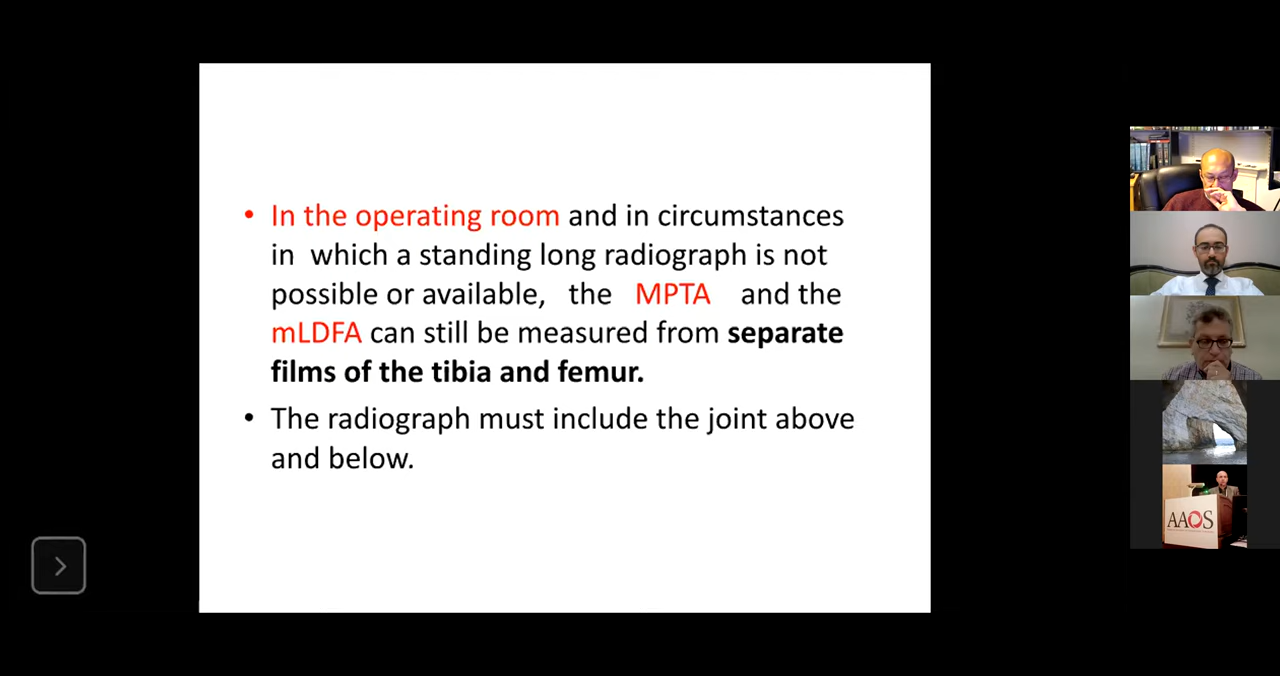 • In the operating room and in circumstances
in which a standing long radiograph is not
possible or available, the MPTA and the
mLDFA can still be measured from separate
films of the tibia and femur.
• The radiograph must include the joint above
and below.
AAOS